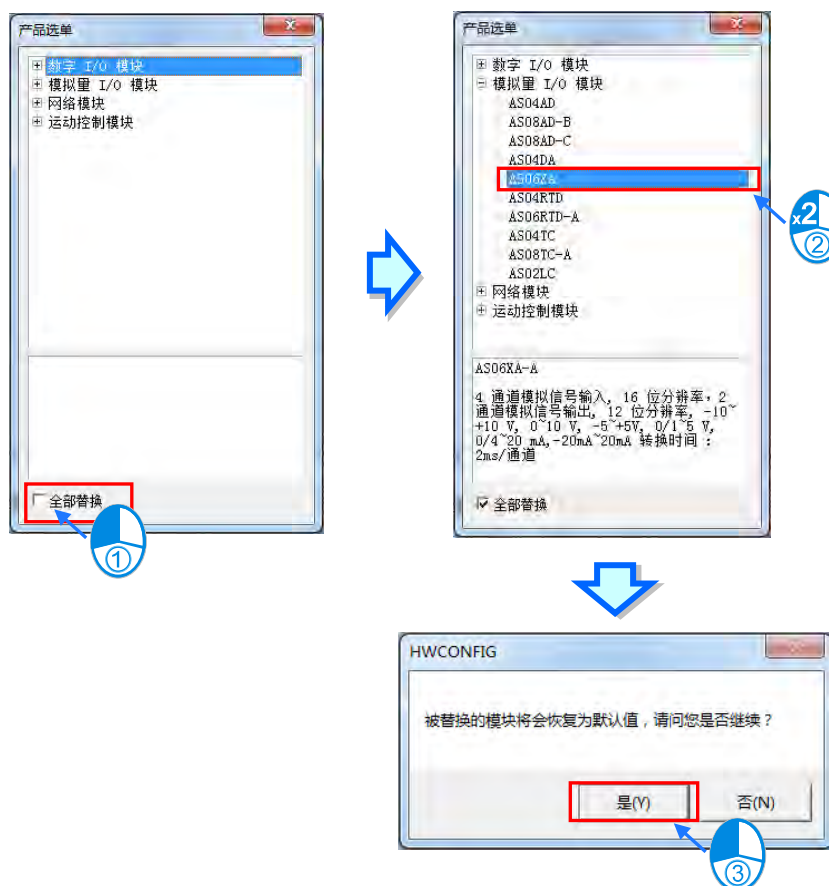 产品选单
数字 I/O 模块
模拟量 I/O 模块
网络模块
运动控制模块
全部替换
①
产品选单
数字 I/O 模块
模拟量 I/O 模块
AS04AD
AS08AD-B
AS08AD-C
AS04DA
AS06XA
AS04RTD
AS06RTD-A
AS04TC
AS08TC-A
AS02LC
网络模块
运动控制模块
x2
②
AS06XA-A
4 通道模拟信号输入, 16 位分辨率，2
通道模拟信号输出, 12 位分辨率, -10~
+10 V, 0~10 V, -5~+5V, 0/1~5 V,
0/4~20 mA,-20mA~20mA 转换时间 :
2ms/通道
全部替换
HWCONFIG
被替换的模块将会恢复为默认值，请问您是否继续？
是(Y)
否(N)
③